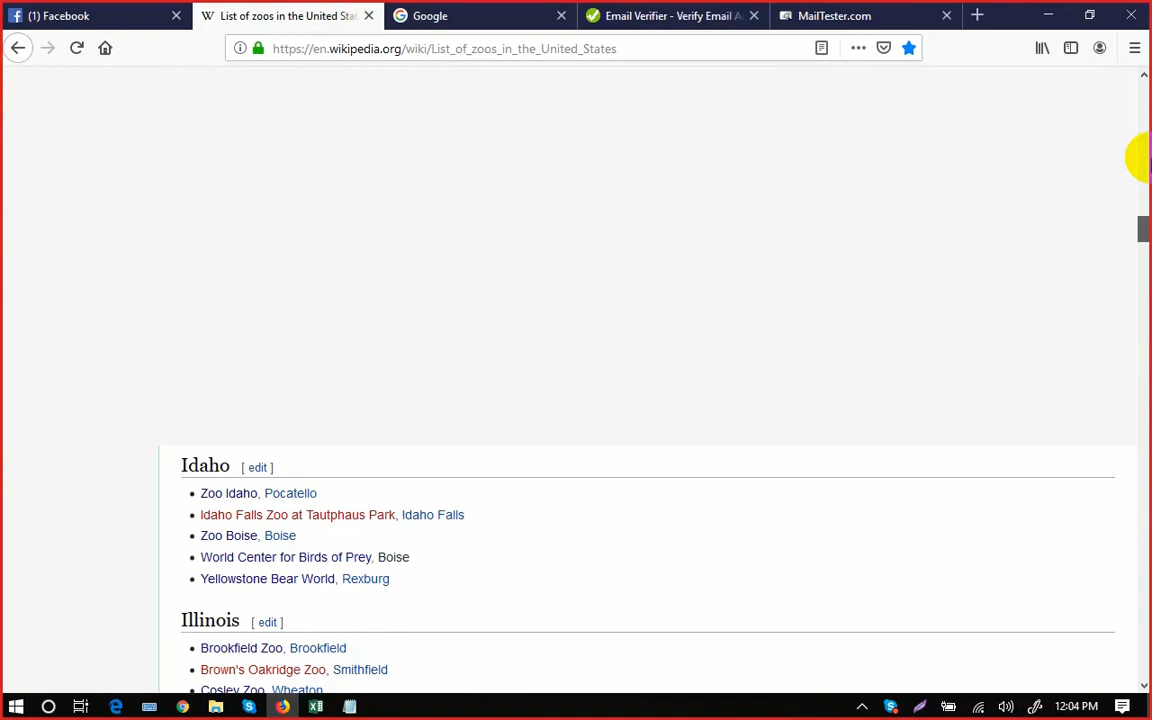 (1) Facebook
List of zoos in the United Sta
Google
Email Verifier - Verify Email A
MailTester.com
https://en.wikipedia.org/wiki/List_of_zoos_in_the_United_States
Idaho [ edit ]
Zoo Idaho, Pocatello
Idaho Falls Zoo at Tautphaus Park, Idaho Falls
Zoo Boise, Boise
World Center for Birds of Prey, Boise
Yellowstone Bear World, Rexburg
Illinois [ edit ]
Brookfield Zoo, Brookfield
Brown's Oakridge Zoo, Smithfield
Cosley Zoo, Wheaton
12:04 PM